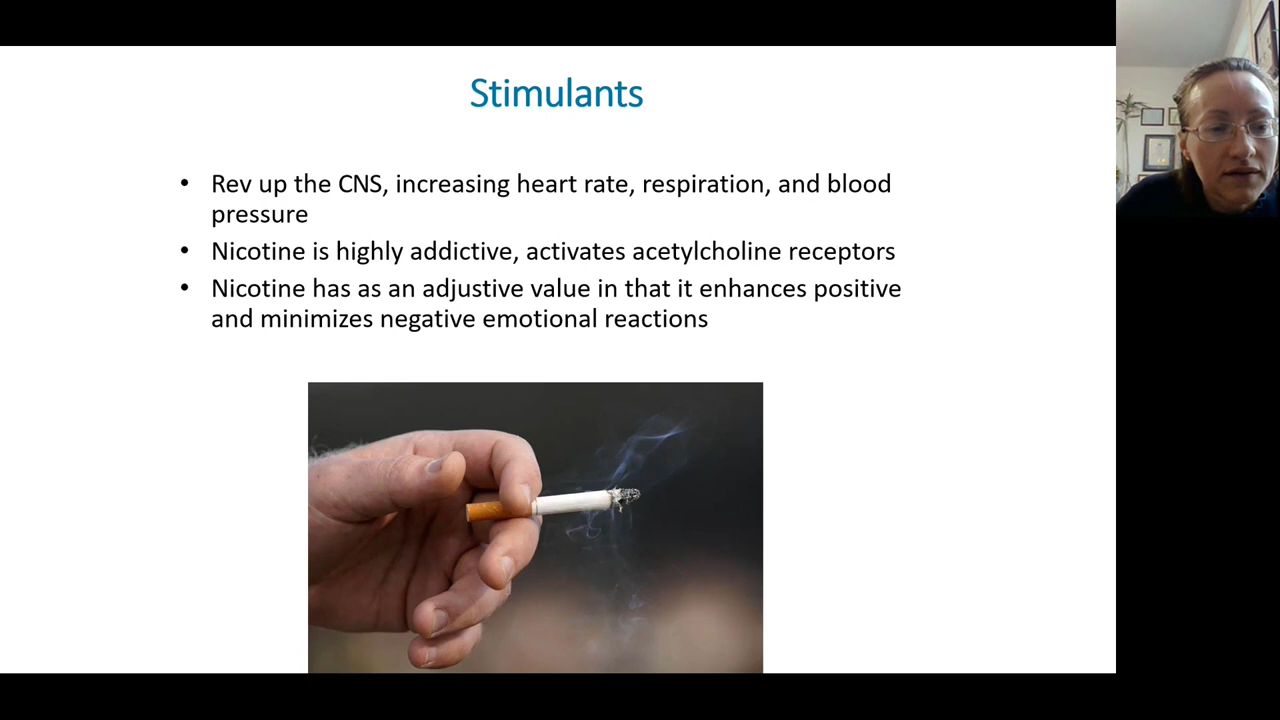 Stimulants
• Rev up the CNS, increasing heart rate, respiration, and blood
pressure
• Nicotine is highly addictive, activates acetylcholine receptors
• Nicotine has as an adjustive value in that it enhances positive
and minimizes negative emotional reactions